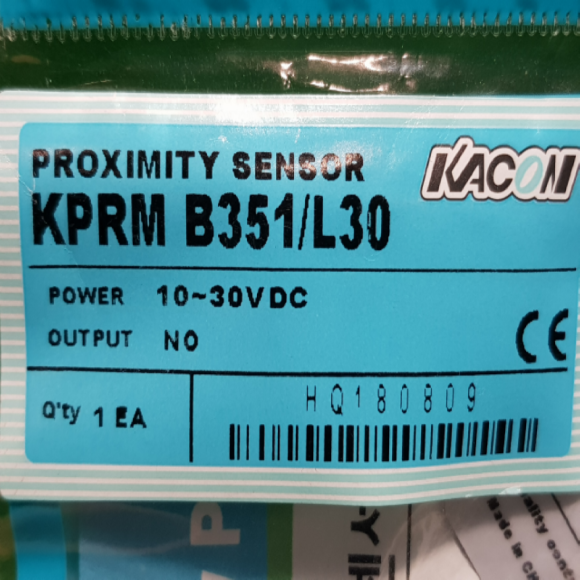 PROXIMITY SENSOR
KACON
KPRM B351/L30
POWER 10~30VDC
OUTPUT NO
CE
Q'ty 1 EA
HQ180809